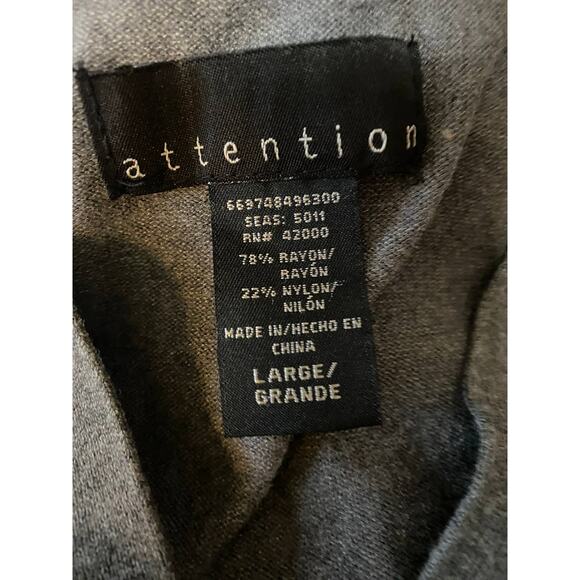 attention
669748496300
SEAS: 5011
RN# 42000
78% RAYON/
RAYÓN
22% NYLON/
NILÓN
MADE IN/HECHO EN
CHINA
LARGE/
GRANDE